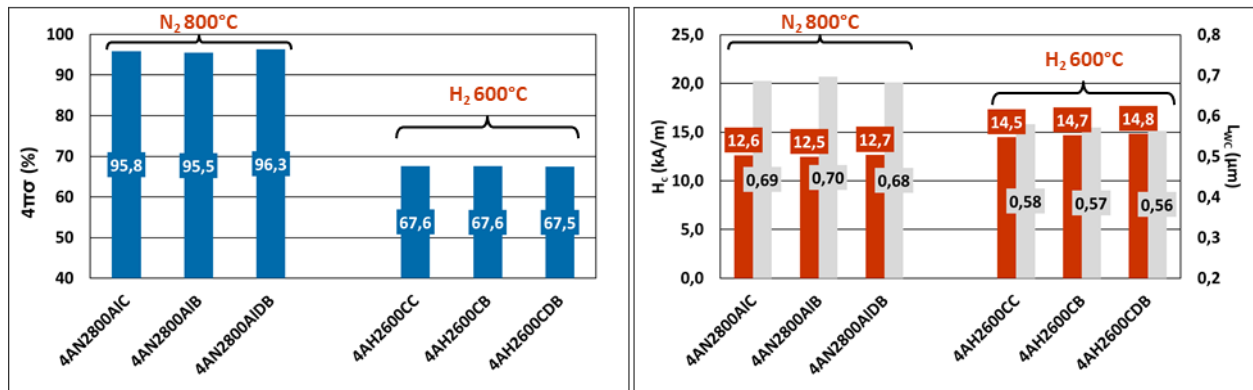 N₂ 800°C
H₂ 600°C
4πσ (%)
100
90
80
70
60
50
40
95,8
95,5
96,3
67,6
67,6
67,5
4AN2800AIC
4AN2800AIB
4AN2800AIDB
4AH2600CC
4AH2600CB
4AH2600CDB
N₂ 800°C
H₂ 600°C
Hc (kA/m)
25,0
20,0
15,0
10,0
5,0
0,0
12,6
12,5
12,7
14,5
14,7
14,8
0,69
0,70
0,68
0,58
0,57
0,56
0,8
0,7
0,6
0,5
0,4
0,3
0,2
LWC (µm)
4AN2800AIC
4AN2800AIB
4AN2800AIDB
4AH2600CC
4AH2600CB
4AH2600CDB